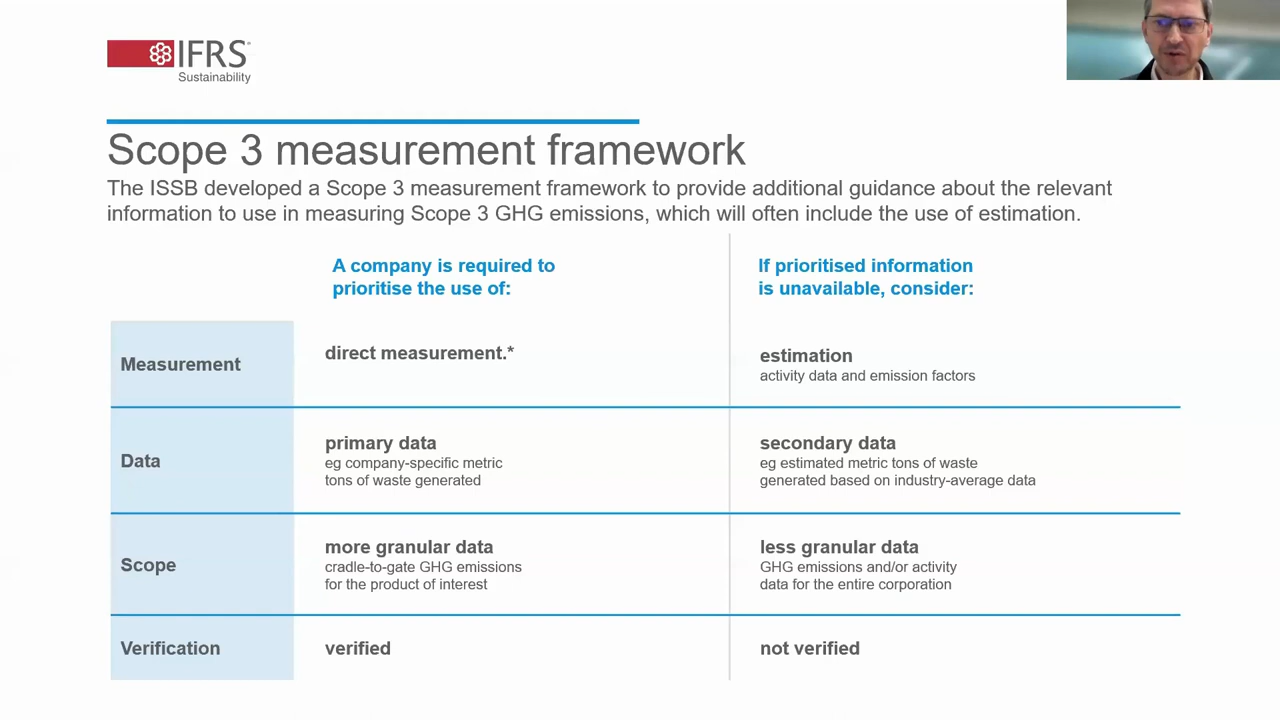 IFRS
Sustainability
Scope 3 measurement framework
The ISSB developed a Scope 3 measurement framework to provide additional guidance about the relevant
information to use in measuring Scope 3 GHG emissions, which will often include the use of estimation.
A company is required to
prioritise the use of:
If prioritised information
is unavailable, consider:
Measurement
direct measurement.*
estimation
activity data and emission factors
Data
primary data
eg company-specific metric
tons of waste generated
secondary data
eg estimated metric tons of waste
generated based on industry-average data
Scope
more granular data
cradle-to-gate GHG emissions
for the product of interest
less granular data
GHG emissions and/or activity
data for the entire corporation
Verification
verified
not verified